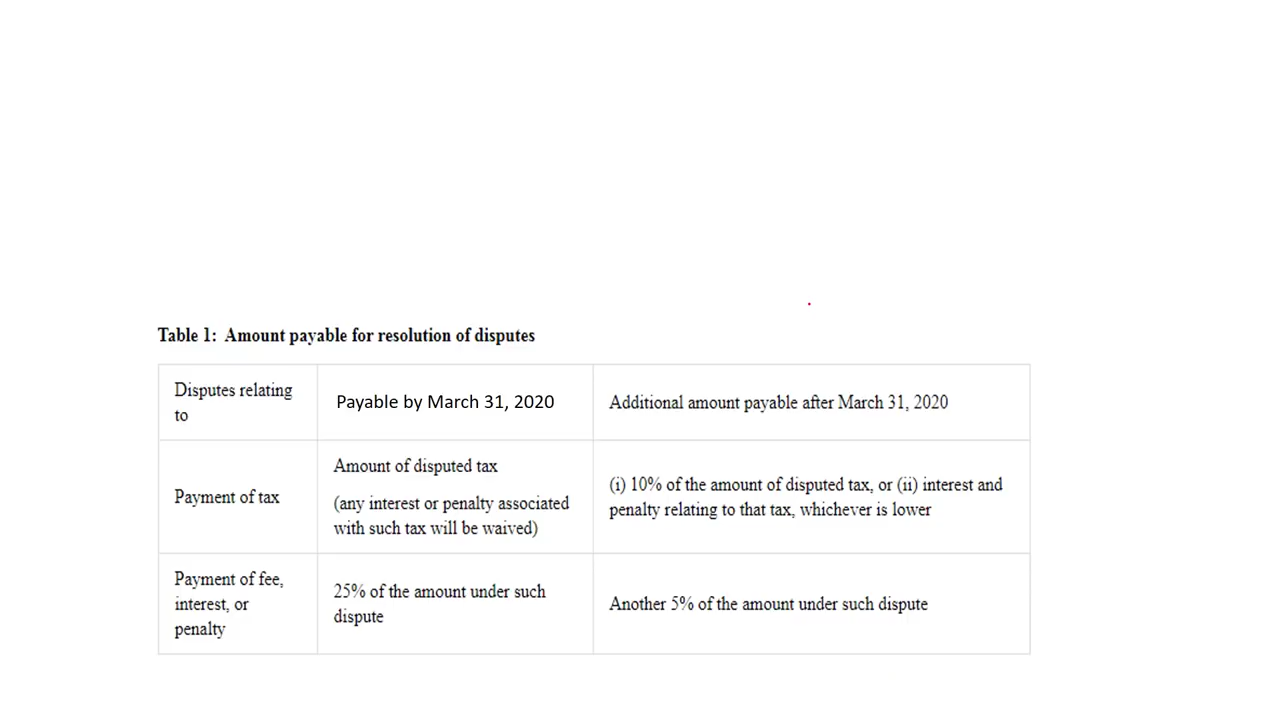 Table 1:  Amount payable for resolution of disputes
Disputes relating
to
Payable by March 31, 2020
Additional amount payable after March 31, 2020
Payment of tax
Amount of disputed tax
(any interest or penalty associated
with such tax will be waived)
(i) 10% of the amount of disputed tax, or (ii) interest and
penalty relating to that tax, whichever is lower
Payment of fee,
interest, or
penalty
25% of the amount under such
dispute
Another 5% of the amount under such dispute